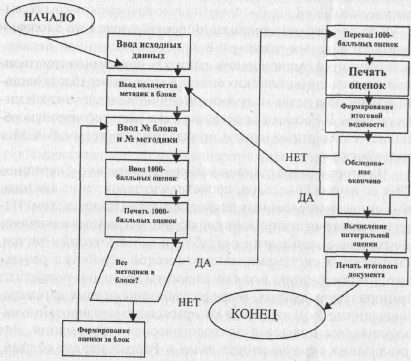 НАЧАЛО
Ввод исходных
данных
Ввод количества
методик в блоке
Ввод № блока
и № методики
Ввод 1000-
балльных оценок
Печать 1000-
балльных оценок
Все
методики в
блоке?
ДА
НЕТ
Формирование
оценки за блок
Перевод 1000-
балльных оценок
Печать
оценок
Формирование
итоговой
ведомости
НЕТ
Обследова-
ние
окончено
ДА
Вычисление
интегральной
оценки
Печать итогового
документа
КОНЕЦ